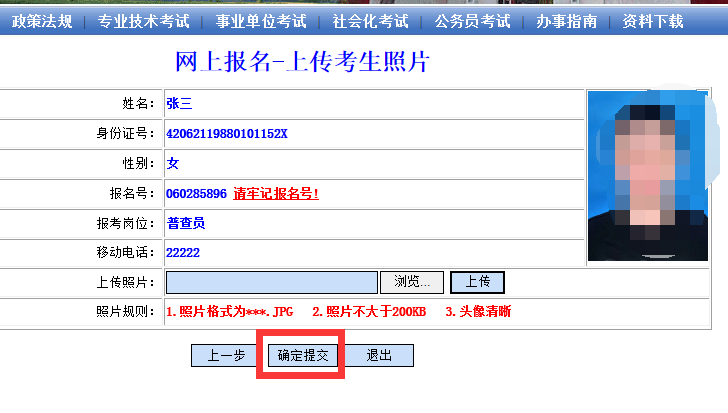 政策法规 | 专业技术考试 | 事业单位考试 | 社会化考试 | 公务员考试 | 办事指南 | 资料下载
网上报名-上传考生照片
姓名： 张三
身份证号： 42062119880101152X
性别： 女
报名号： 060285896 请牢记报名号!
报考岗位： 普查员
移动电话： 22222
上传照片： 浏览... 上传
照片规则： 1.照片格式为***.JPG 2.照片不大于200KB 3.头像清晰
上一步 确定提交 退出